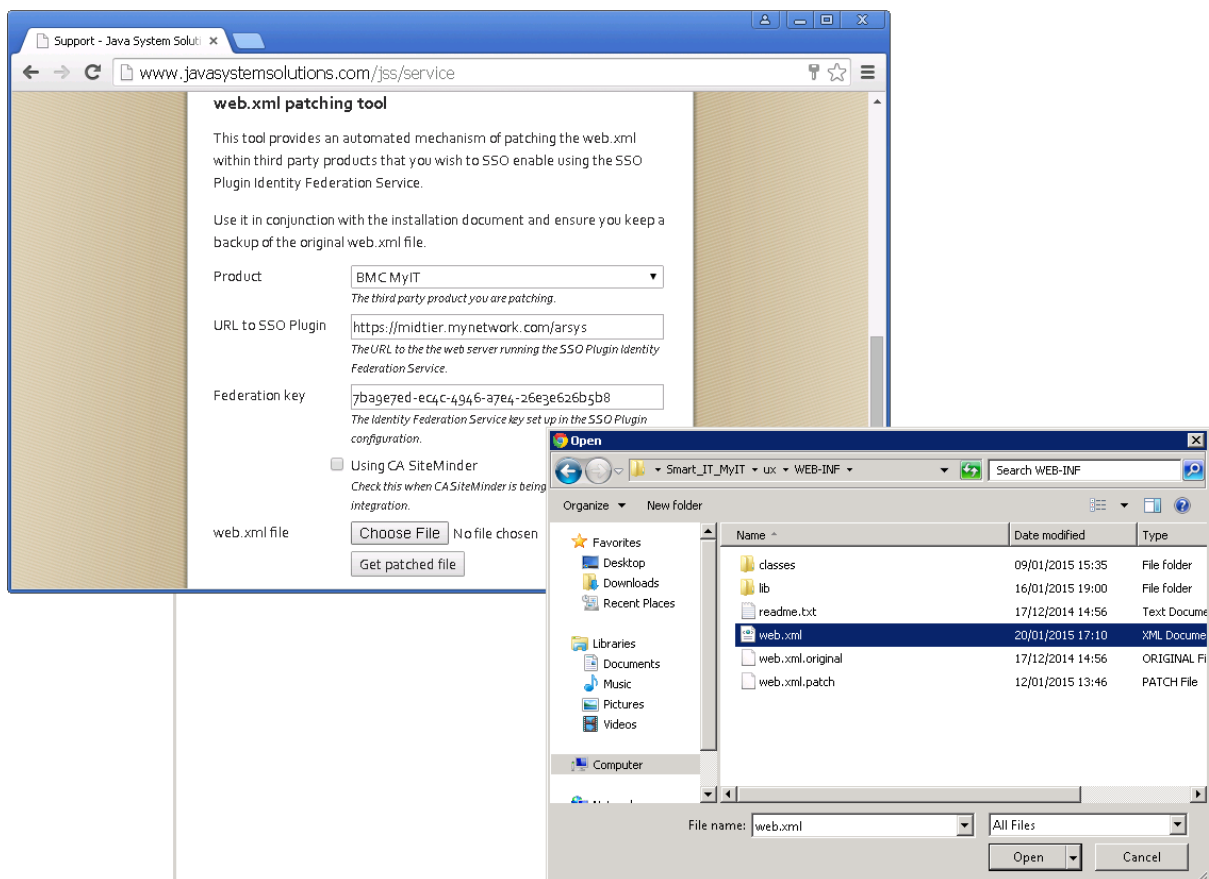 Support - Java System Soluti
www.javasystemsolutions.com/jss/service
web.xml patching tool
This tool provides an automated mechanism of patching the web.xml
within third party products that you wish to SSO enable using the SSO
Plugin Identity Federation Service.
Use it in conjunction with the installation document and ensure you keep a
backup of the original web.xml file.
Product
BMC MyIT
The third party product you are patching.
URL to SSO Plugin
https://midtier.mynetwork.com/arsys
The URL to the the web server running the SSO Plugin Identity
Federation Service.
Federation key
7ba9e7ed-ec4c-4946-a7e4-26e3e626b5b8
The Identity Federation Service key set up in the SSO Plugin
configuration.
Using CA SiteMinder
Check this when CA SiteMinder is being
integration.
web.xml file
Choose File No file chosen
Get patched file
Open
Smart_IT_MyIT ux WEB-INF
Search WEB-INF
Organize New folder
Favorites
Desktop
Downloads
Recent Places
Libraries
Documents
Music
Pictures
Videos
Computer
Name Date modified Type
classes 09/01/2015 15:35 File folder
lib 16/01/2015 19:00 File folder
readme.txt 17/12/2014 14:56 Text Docume
web.xml 20/01/2015 17:10 XML Docume
web.xml.original 17/12/2014 14:56 ORIGINAL Fi
web.xml.patch 12/01/2015 13:46 PATCH File
File name: web.xml All Files
Open Cancel